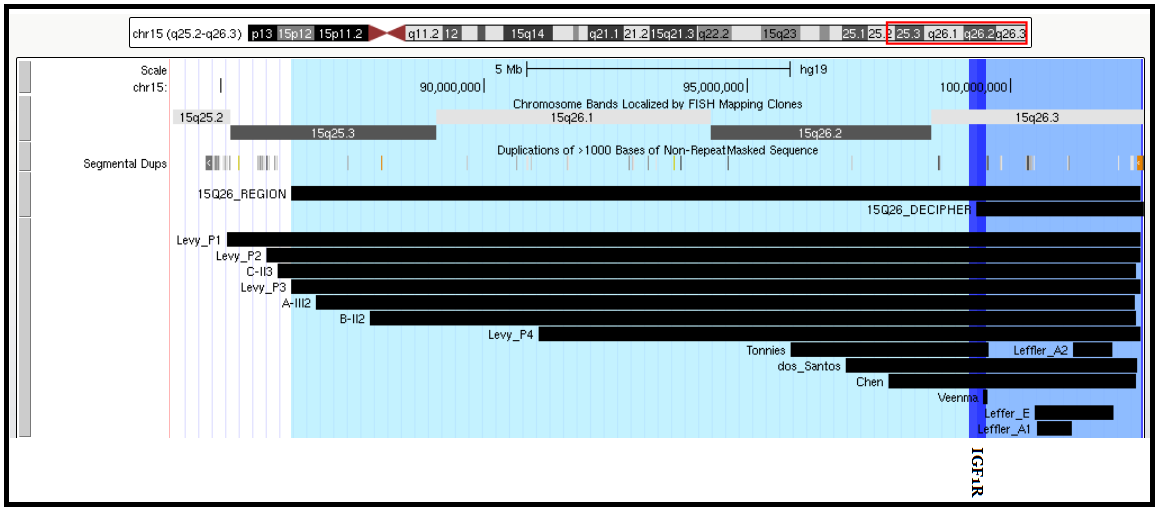 chr15 (q25.2-q26.3) p13 15p12 15p11.2 q11.2 12 15q14 q21.1 21.2 15q21.3 q22.2 15q23 25.1 25.2 25.3 q26.1 q26.2 q26.3
Scale 5 Mb hg19
chr15: 90,000,000 95,000,000 100,000,000
Chromosome Bands Localized by FISH Mapping Clones
15q25.2 15q26.1 15q26.3
15q25.3 15q26.2
Duplications of >1000 Bases of Non-RepeatMasked Sequence
Segmental Dups
15Q26_REGION
15Q26_DECIPHER
Levy_P1
Levy_P2
C-II3
Levy_P3
A-III2
B-II2
Levy_P4
Tonnies Leffler_A2
dos_Santos
Chen
Veenma
Leffer_E
Leffler_A1
IGF1R